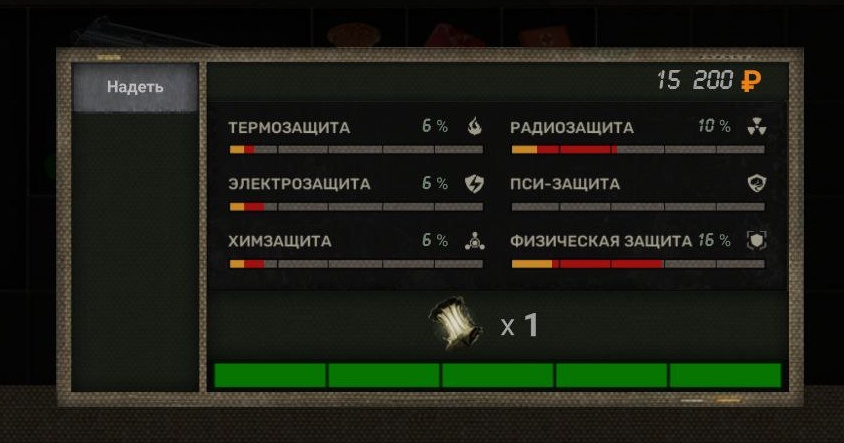 Надеть
15 200 ₽
ТЕРМОЗАЩИТА 6 %
РАДИОЗАЩИТА 10 %
ЭЛЕКТРОЗАЩИТА 6 %
ПСИ-ЗАЩИТА
ХИМЗАЩИТА 6 %
ФИЗИЧЕСКАЯ ЗАЩИТА 16 %
x 1